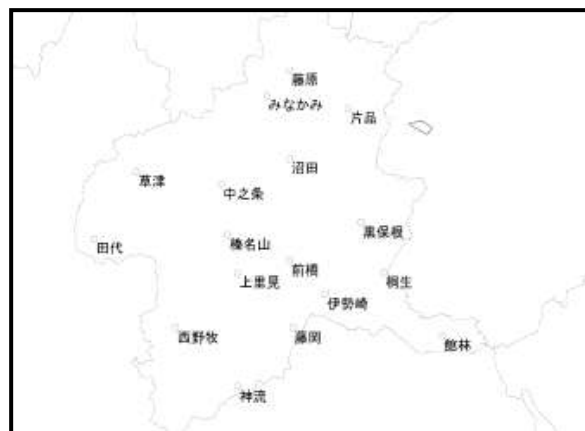 藤原
みなかみ
片品
沼田
草津
中之条
黒保根
榛名山
田代
前橋
上里見
桐生
伊勢崎
西野牧
藤岡
館林
神流